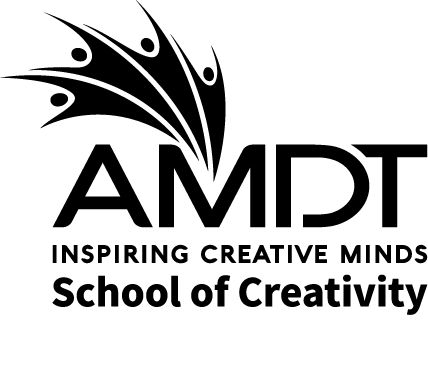 AMDT
INSPIRING CREATIVE MINDS
School of Creativity